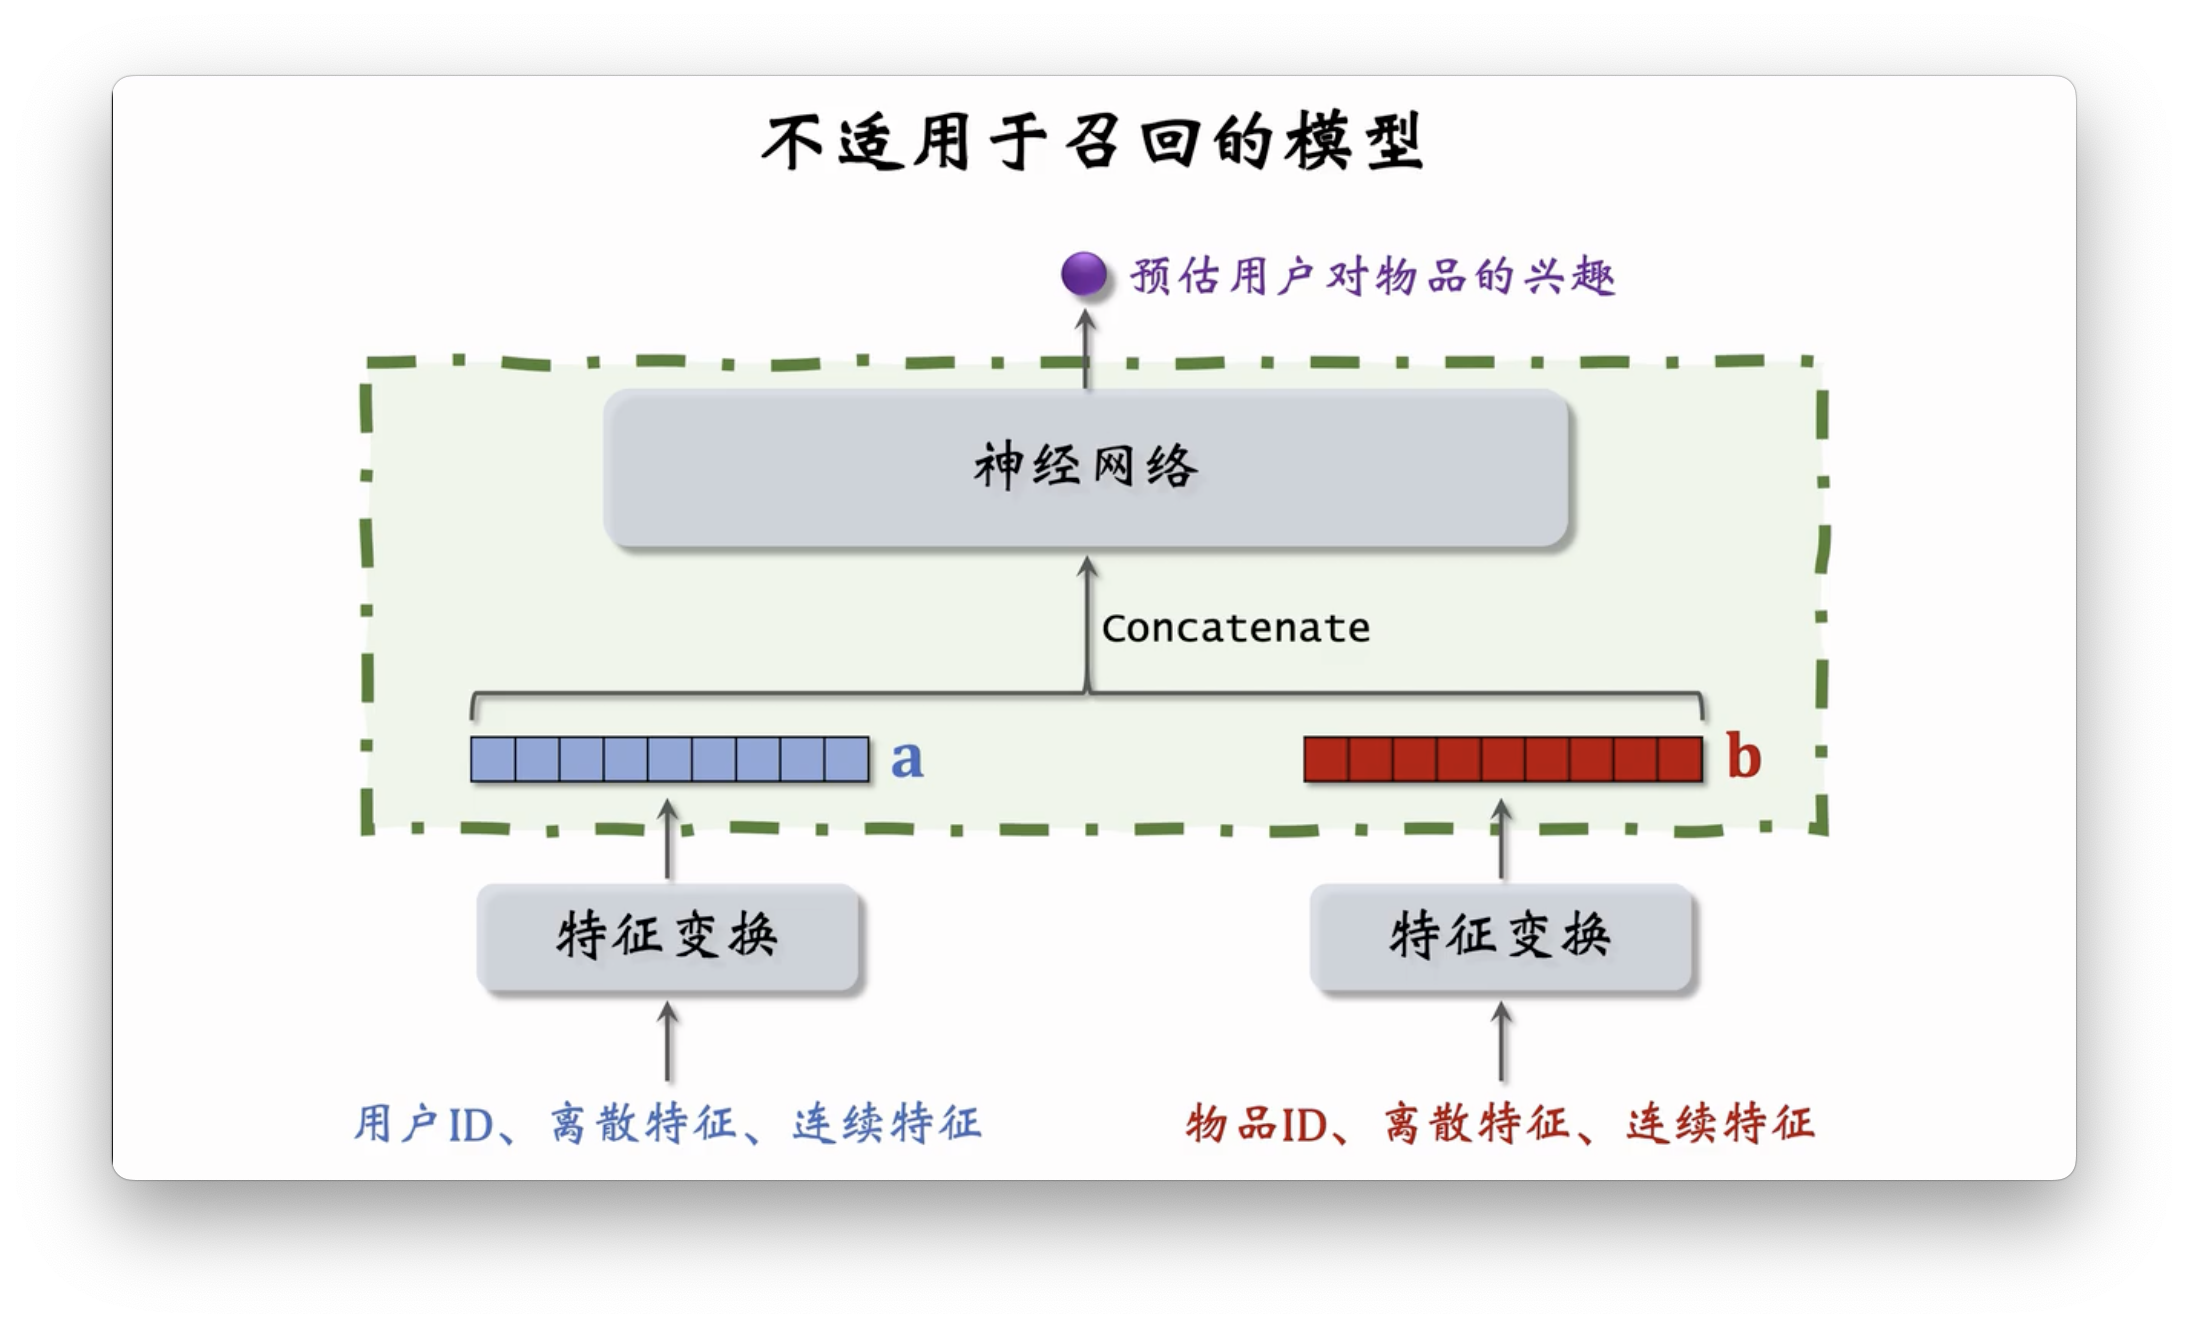 不适用于召回的模型
预估用户对物品的兴趣
神经网络
Concatenate
a
b
特征变换
特征变换
用户ID、离散特征、连续特征
物品ID、离散特征、连续特征